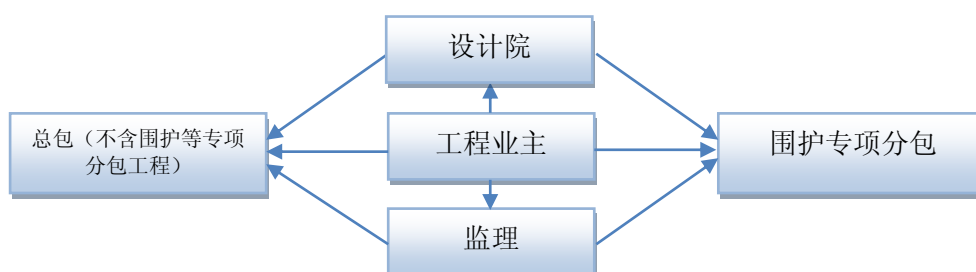 设计院
总包（不含围护等专项
分包工程）
工程业主
围护专项分包
监理